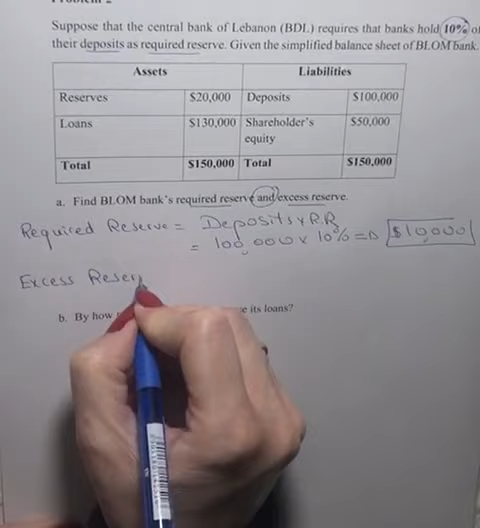 Suppose that the central bank of Lebanon (BDL) requires that banks hold 10% of
their deposits as required reserve. Given the simplified balance sheet of BLOM bank.
Assets Liabilities
Reserves $20,000 Deposits $100,000
Loans $130,000 Shareholder's equity $50,000
Total $150,000 Total $150,000
a. Find BLOM bank's required reserve and excess reserve.
Required Reserve = Deposits x R.R
= 100,000 x 10% => $10,000
Excess Reser
b. By how its loans?